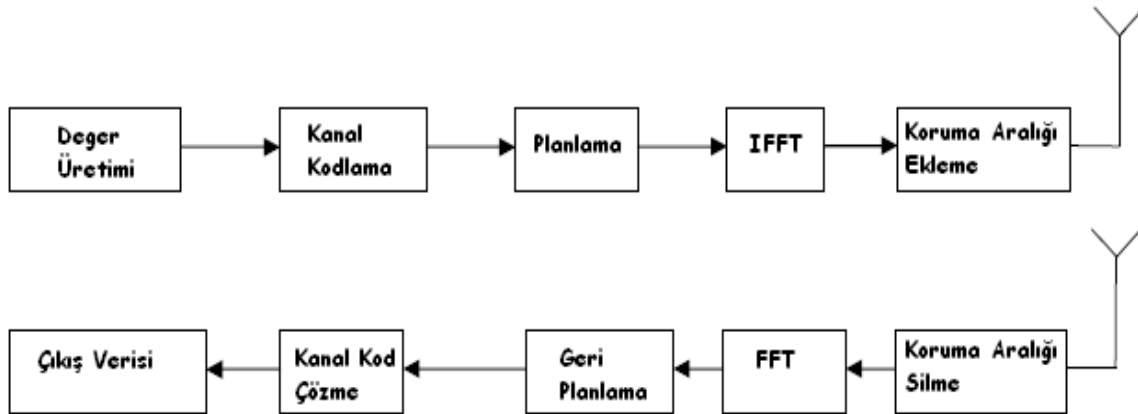 Deger
Üretimi
Kanal
Kodlama
Planlama
IFFT
Koruma Aralığı
Ekleme
Çıkış Verisi
Kanal Kod
Çözme
Geri
Planlama
FFT
Koruma Aralığı
Silme